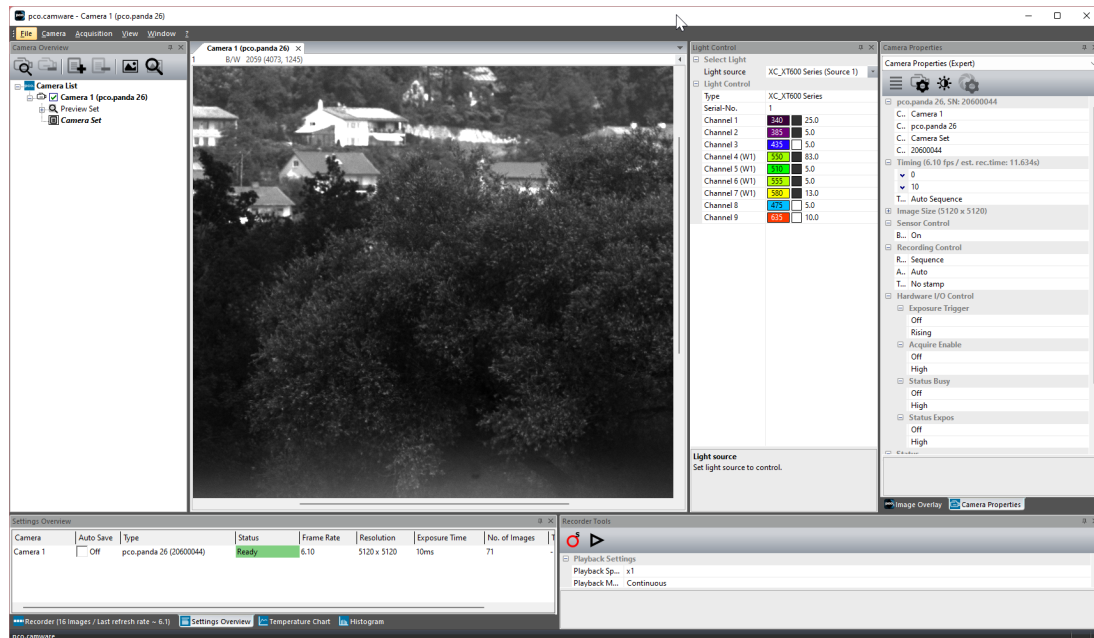 pco.camware - Camera 1 (pco.panda 26)
File Camera Acquisition View Window ?
Camera Overview
Camera List
Camera 1 (pco.panda 26)
Preview Set
Camera Set
Camera 1 (pco.panda 26)
1 B/W 2059 (4073, 1245)
Light Control
Select Light
Light source XC_XT600 Series (Source 1)
Light Control
Type XC_XT600 Series
Serial-No. 1
Channel 1 340 25.0
Channel 2 385 5.0
Channel 3 435 5.0
Channel 4 (W1) 550 83.0
Channel 5 (W1) 510 5.0
Channel 6 (W1) 555 5.0
Channel 7 (W1) 580 13.0
Channel 8 475 5.0
Channel 9 635 10.0
Light source
Set light source to control.
Camera Properties
Camera Properties (Expert)
pco.panda 26, SN: 20600044
C... Camera 1
C... pco.panda 26
C... Camera Set
C... 20600044
Timing (6.10 fps / est. rec.time: 11.634s)
0
10
T... Auto Sequence
Image Size (5120 x 5120)
Sensor Control
B... On
Recording Control
R... Sequence
A... Auto
T... No stamp
Hardware I/O Control
Exposure Trigger
Off
Rising
Acquire Enable
Off
High
Status Busy
Off
High
Status Expos
Off
High
Status
Image Overlay Camera Properties
Settings Overview
Camera Auto Save Type Status Frame Rate Resolution Exposure Time No. of Images T
Camera 1 Off pco.panda 26 (20600044) Ready 6.10 5120 x 5120 10ms 71 -
Recorder (16 Images / Last refresh rate ~ 6.1) Settings Overview Temperature Chart Histogram
Recorder Tools
S
Playback Settings
Playback Sp... x1
Playback M... Continuous
pco.camware